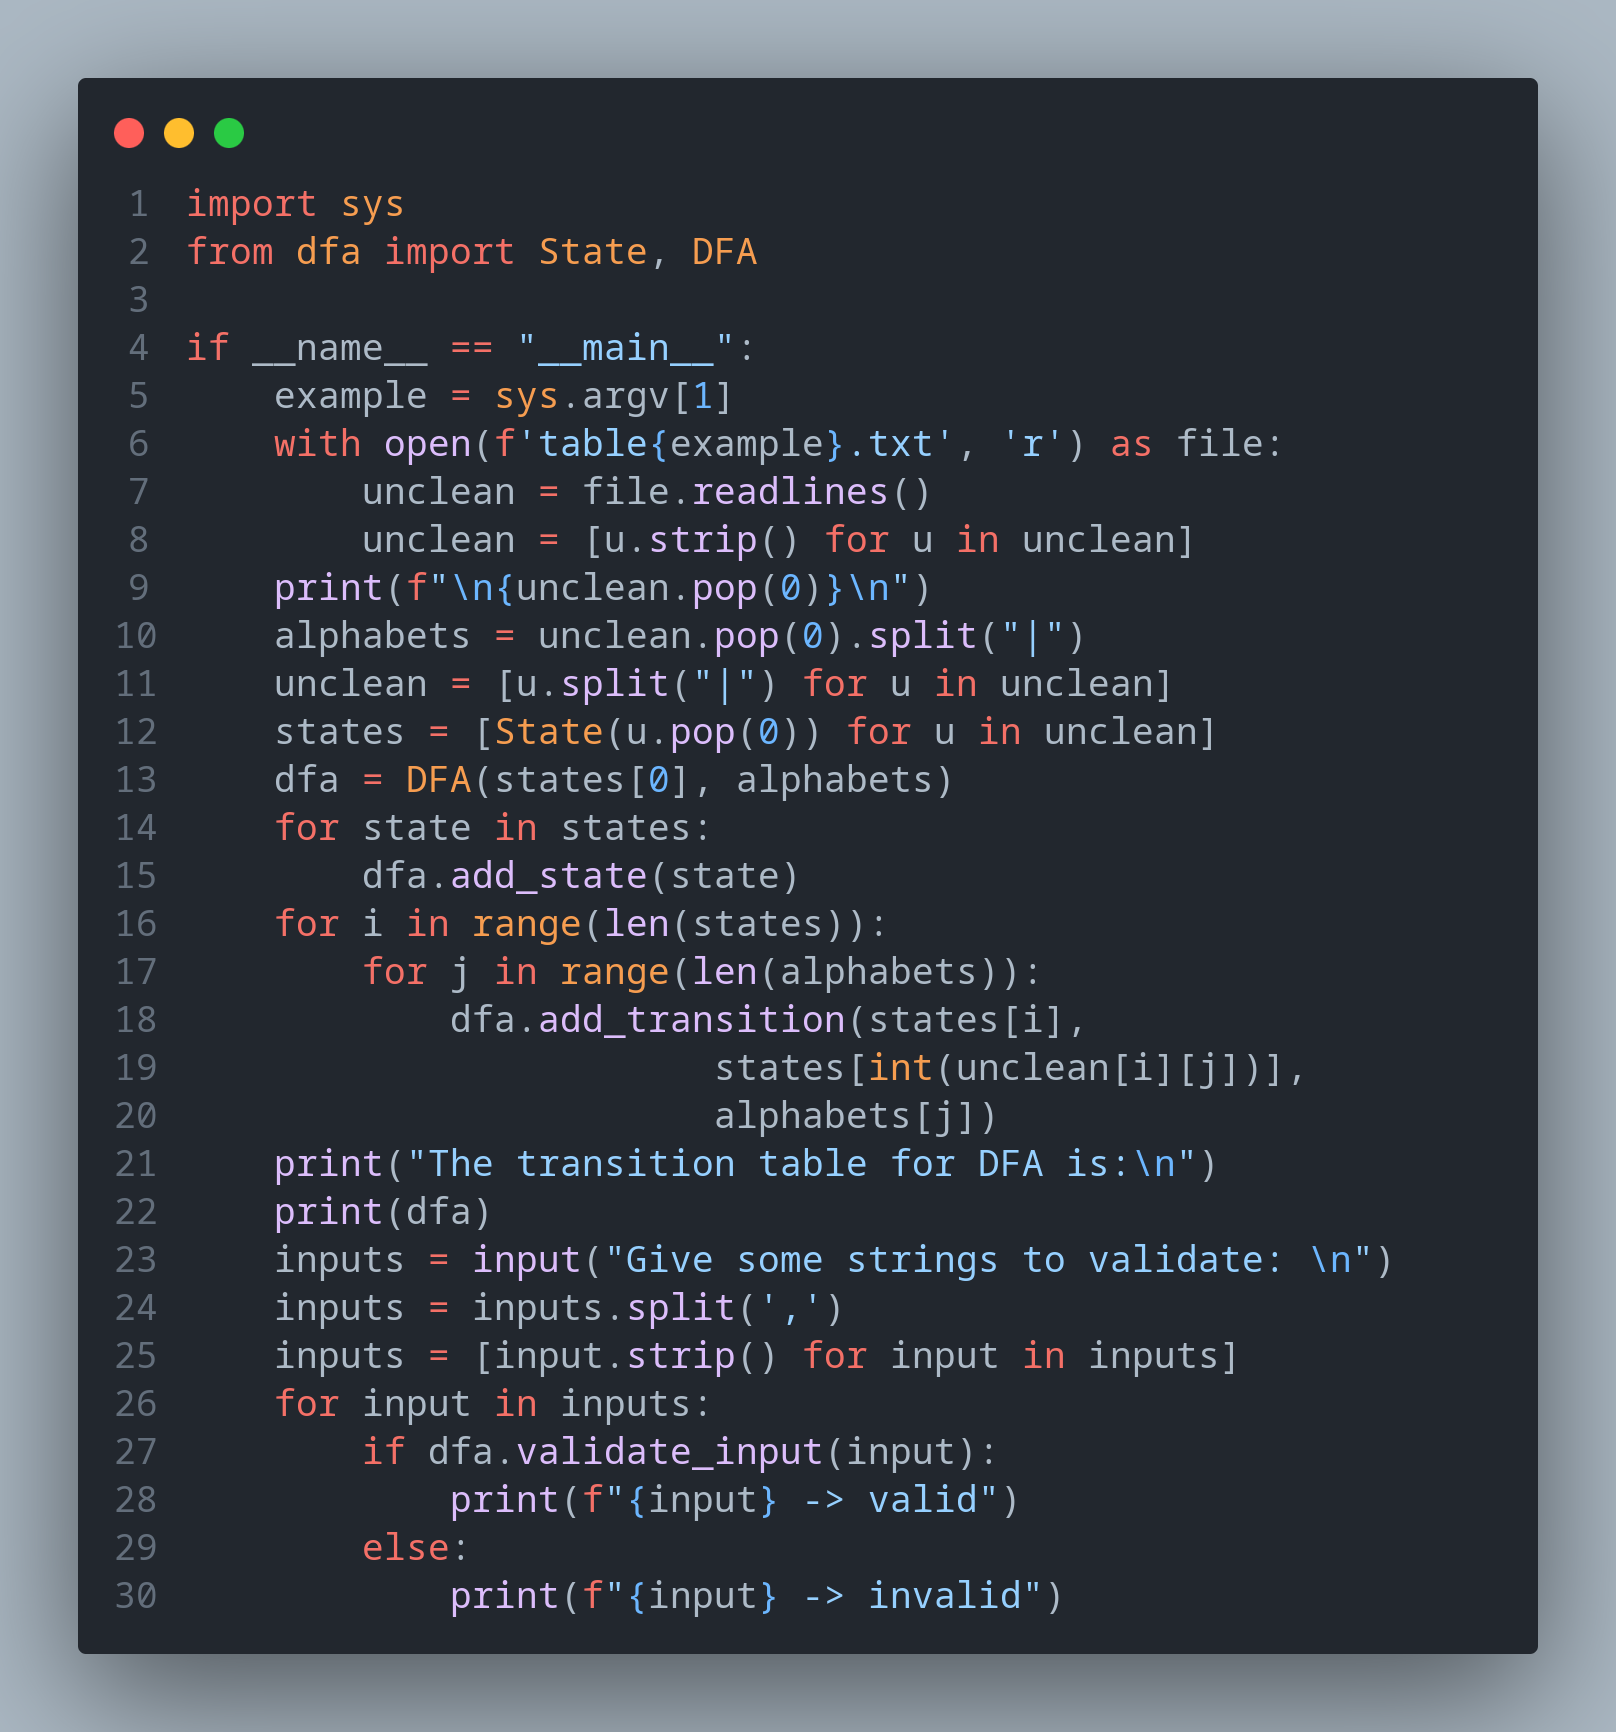 1 import sys
2 from dfa import State, DFA
3
4 if __name__ == "__main__":
5     example = sys.argv[1]
6     with open(f'table{example}.txt', 'r') as file:
7         unclean = file.readlines()
8         unclean = [u.strip() for u in unclean]
9     print(f"\n{unclean.pop(0)}\n")
10     alphabets = unclean.pop(0).split("|")
11     unclean = [u.split("|") for u in unclean]
12     states = [State(u.pop(0)) for u in unclean]
13     dfa = DFA(states[0], alphabets)
14     for state in states:
15         dfa.add_state(state)
16     for i in range(len(states)):
17         for j in range(len(alphabets)):
18             dfa.add_transition(states[i],
19                         states[int(unclean[i][j])],
20                         alphabets[j])
21     print("The transition table for DFA is:\n")
22     print(dfa)
23     inputs = input("Give some strings to validate: \n")
24     inputs = inputs.split(',')
25     inputs = [input.strip() for input in inputs]
26     for input in inputs:
27         if dfa.validate_input(input):
28             print(f"{input} -> valid")
29         else:
30             print(f"{input} -> invalid")